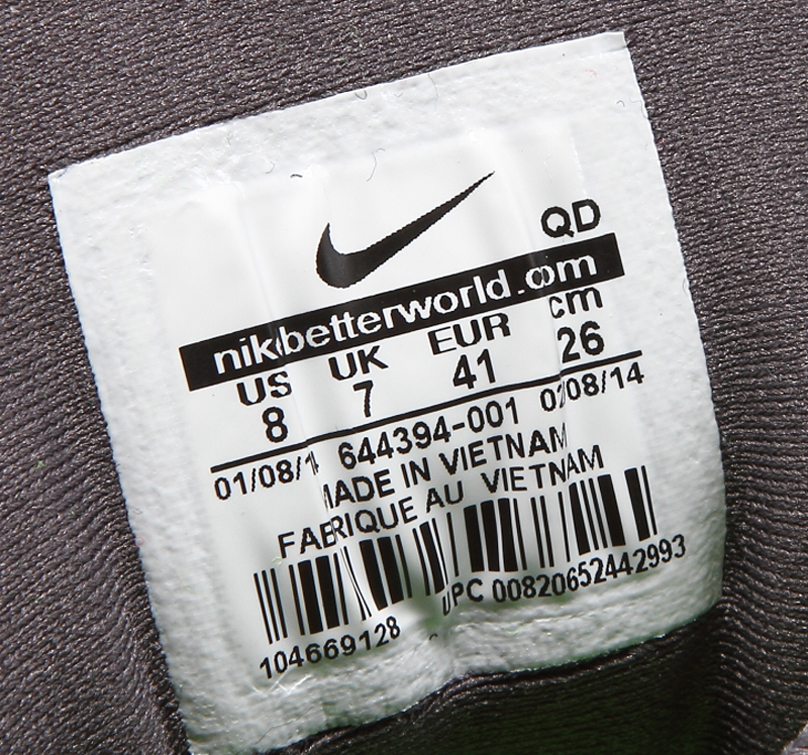 QD
nikebetterworld.com
US UK EUR cm
8 7 41 26
01/08/14 644394-001 02/08/14
MADE IN VIETNAM
FABRIQUE AU VIETNAM
104669128 UPC 00820652442993